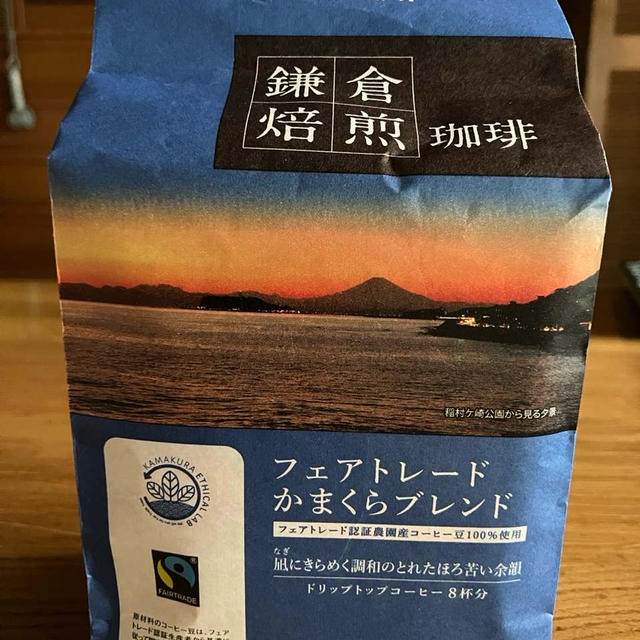 鎌倉
焙煎 珈琲
稲村ケ崎公園から見る夕景
KAMAKURA ETHICAL LAB
フェアトレード
かまくらブレンド
フェアトレード認証農園産コーヒー豆100%使用
なぎ
凪にきらめく調和のとれたほろ苦い余韻
ドリップトップコーヒー 8杯分
FAIRTRADE
原材料のコーヒー豆は、フェア
トレード認証生産者から基準に